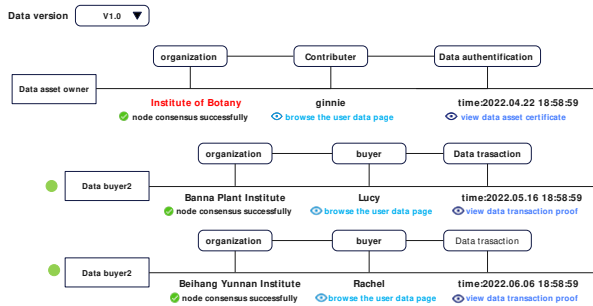 Data version V1.0
organization Contributer Data authentification
Data asset owner
Institute of Botany ginnie time:2022.04.22 18:58:59
node consensus successfully browse the user data page view data asset certificate
organization buyer Data trasaction
Data buyer2
Banna Plant Institute Lucy time:2022.05.16 18:58:59
node consensus successfully browse the user data page view data transaction proof
organization buyer Data trasaction
Data buyer2
Beihang Yunnan Institute Rachel time:2022.06.06 18:58:59
node consensus successfully browse the user data page view data transaction proof